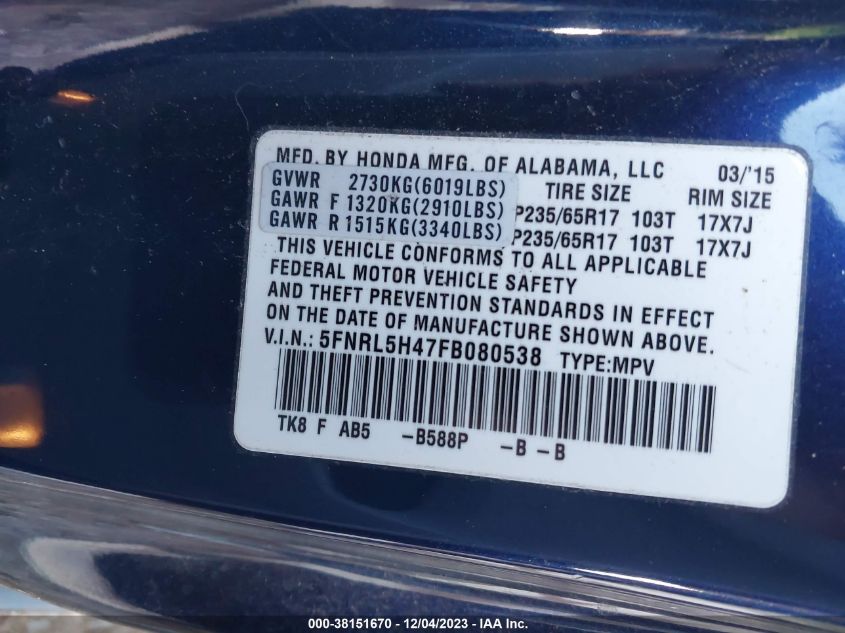 MFD. BY HONDA MFG. OF ALABAMA, LLC 03/'15
GVWR 2730KG(6019LBS) TIRE SIZE RIM SIZE
GAWR F 1320KG(2910LBS) P235/65R17 103T 17X7J
GAWR R 1515KG(3340LBS) P235/65R17 103T 17X7J
THIS VEHICLE CONFORMS TO ALL APPLICABLE
FEDERAL MOTOR VEHICLE SAFETY
AND THEFT PREVENTION STANDARDS IN EFFECT
ON THE DATE OF MANUFACTURE SHOWN ABOVE.
V.I.N.: 5FNRL5H47FB080538 TYPE:MPV
TK8 F AB5 -B588P -B -B
000-38151670 - 12/04/2023 - IAA Inc.